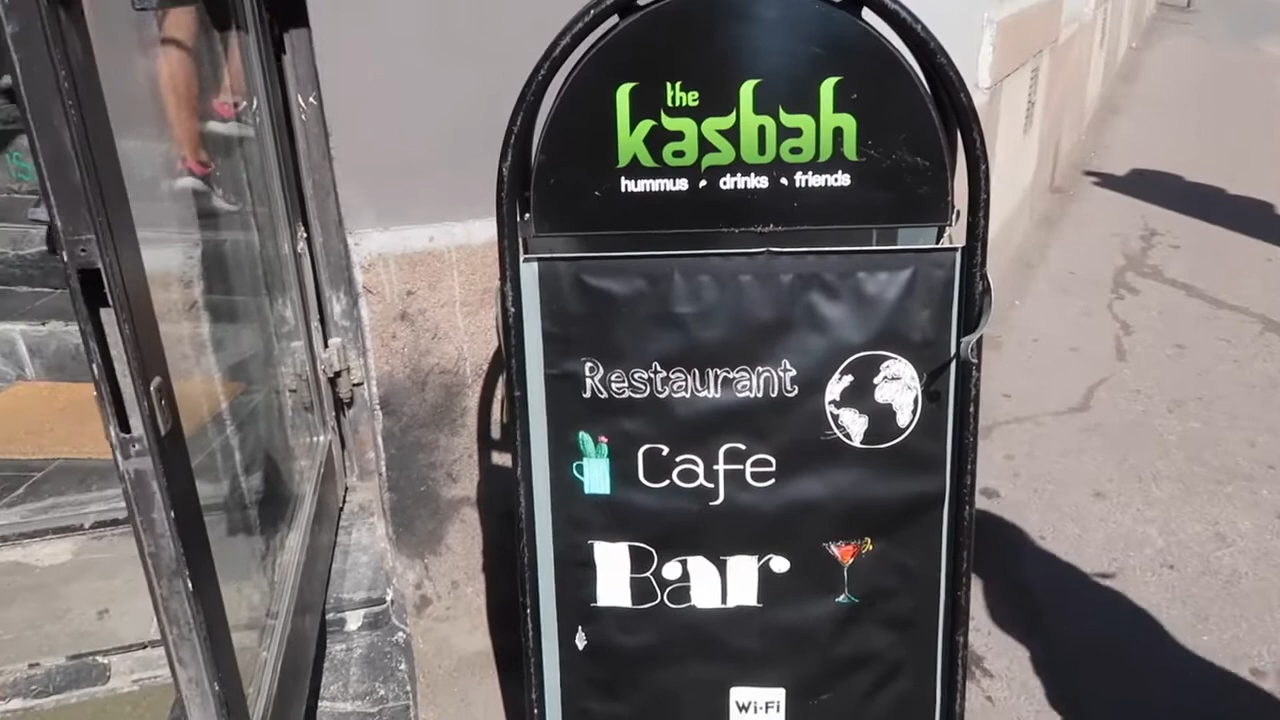 the
kasbah
hummus • drinks • friends
Restaurant
Cafe
Bar
Wi-Fi